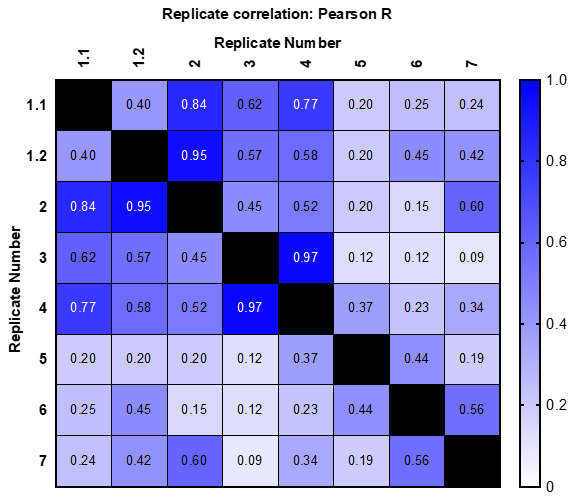 Replicate correlation: Pearson R
Replicate Number
1.1 1.2 2 3 4 5 6 7
1.1 0.40 0.84 0.62 0.77 0.20 0.25 0.24
1.2 0.40 0.95 0.57 0.58 0.20 0.45 0.42
2 0.84 0.95 0.45 0.52 0.20 0.15 0.60
3 0.62 0.57 0.45 0.97 0.12 0.12 0.09
4 0.77 0.58 0.52 0.97 0.37 0.23 0.34
5 0.20 0.20 0.20 0.12 0.37 0.44 0.19
6 0.25 0.45 0.15 0.12 0.23 0.44 0.56
7 0.24 0.42 0.60 0.09 0.34 0.19 0.56
Replicate Number
1.0
0.8
0.6
0.4
0.2
0